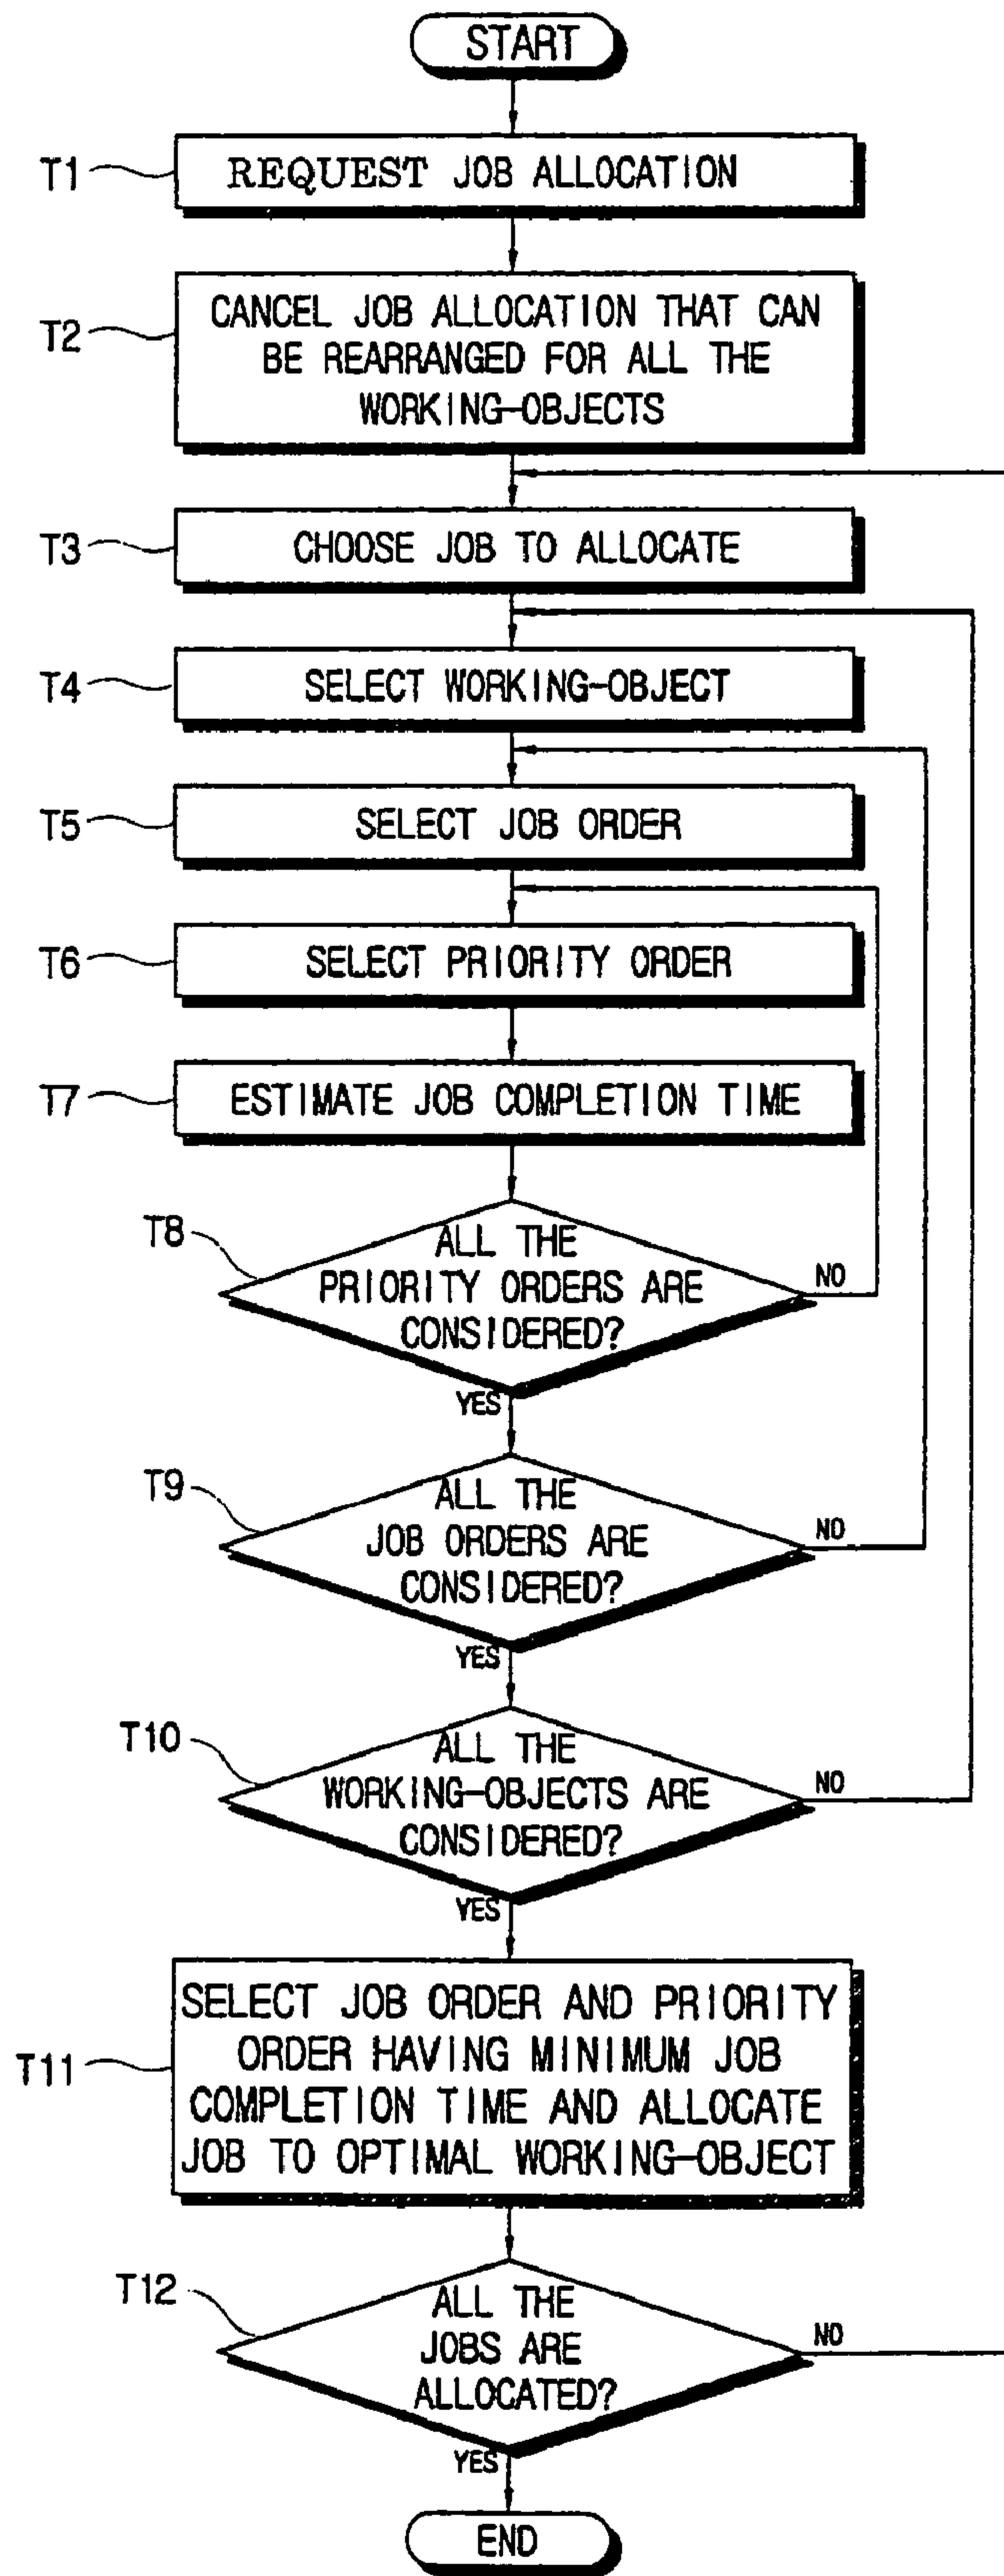 START
T1
REQUEST JOB ALLOCATION
T2
CANCEL JOB ALLOCATION THAT CAN
BE REARRANGED FOR ALL THE
WORKING-OBJECTS
T3
CHOOSE JOB TO ALLOCATE
T4
SELECT WORKING-OBJECT
T5
SELECT JOB ORDER
T6
SELECT PRIORITY ORDER
T7
ESTIMATE JOB COMPLETION TIME
T8
ALL THE
PRIORITY ORDERS ARE
CONSIDERED?
NO
YES
T9
ALL THE
JOB ORDERS ARE
CONSIDERED?
NO
YES
T10
ALL THE
WORKING-OBJECTS ARE
CONSIDERED?
NO
YES
T11
SELECT JOB ORDER AND PRIORITY
ORDER HAVING MINIMUM JOB
COMPLETION TIME AND ALLOCATE
JOB TO OPTIMAL WORKING-OBJECT
T12
ALL THE
JOBS ARE
ALLOCATED?
NO
YES
END